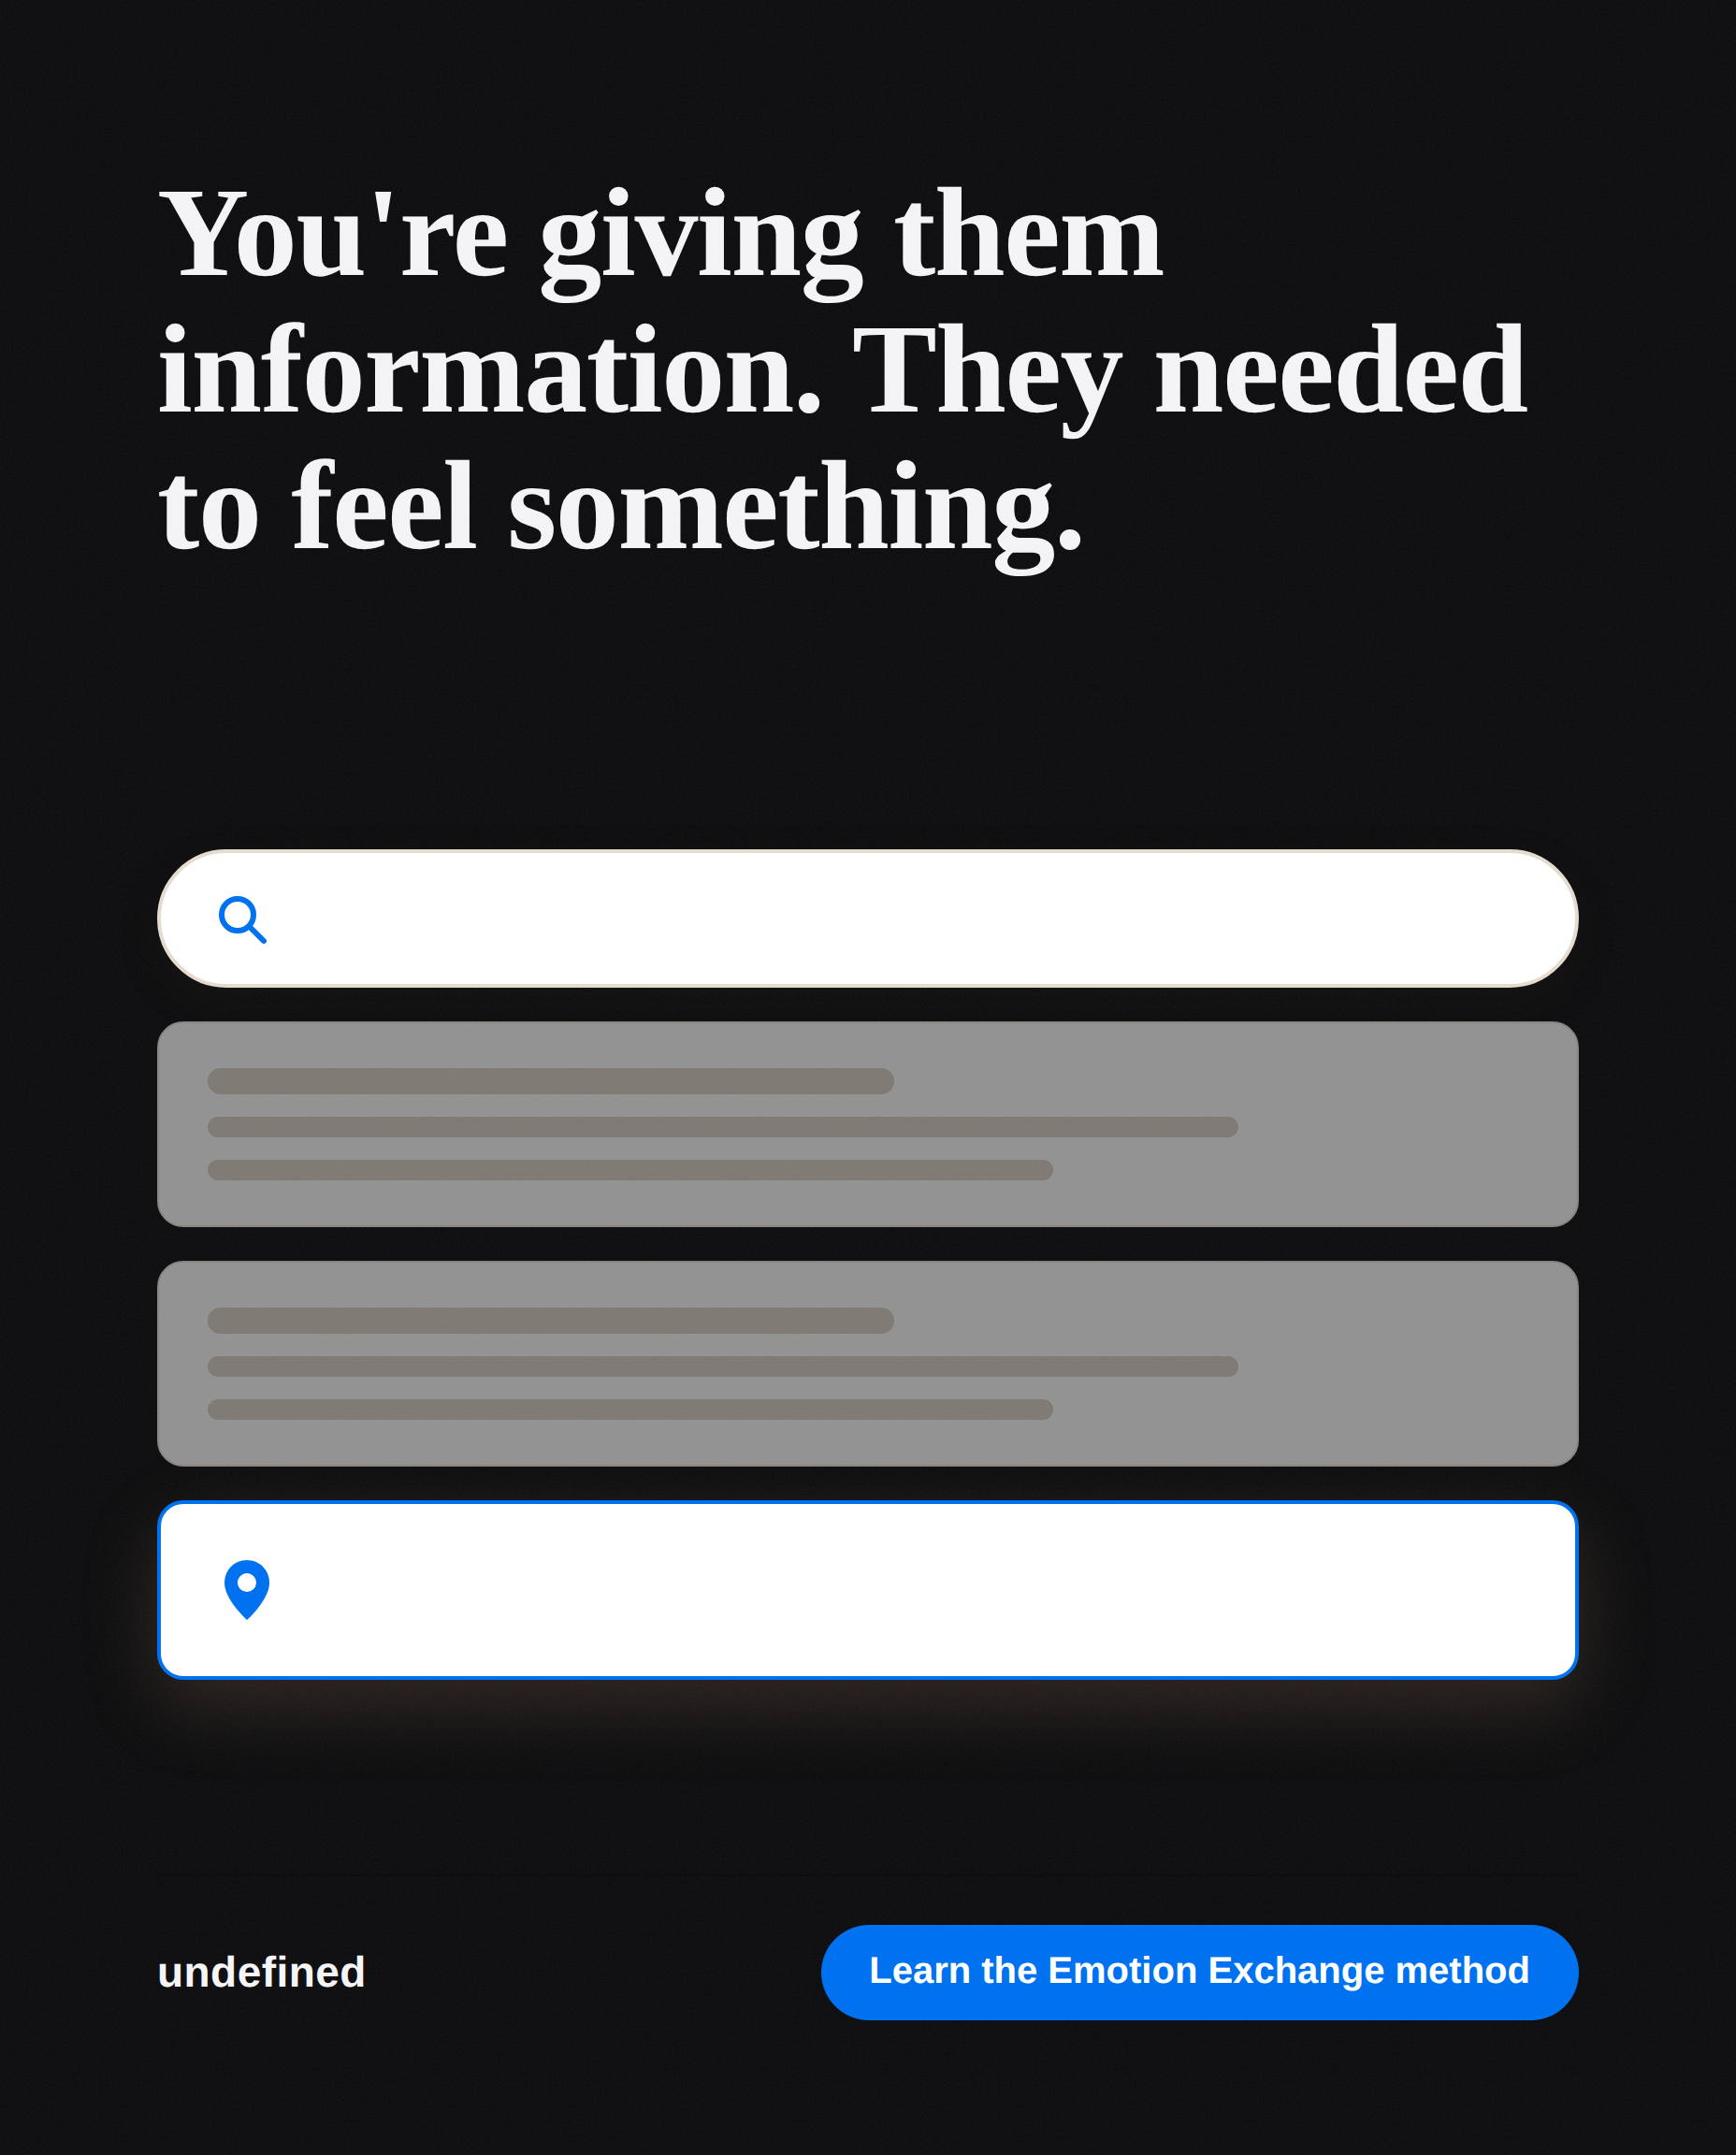 You're giving them
information. They needed
to feel something.
undefined
Learn the Emotion Exchange method